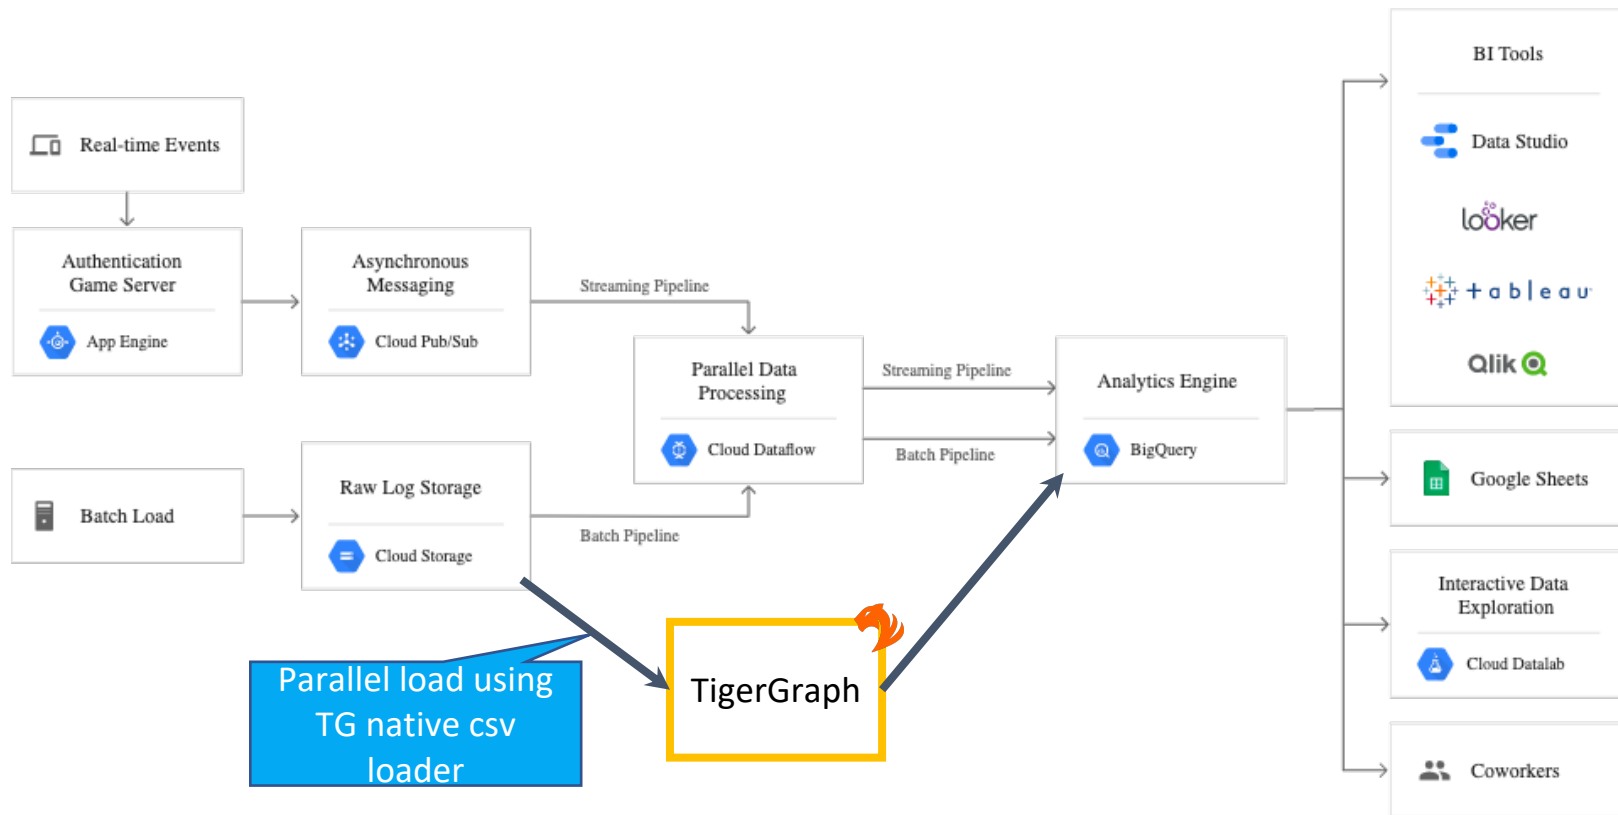 Real-time Events
Authentication
Game Server
App Engine
Asynchronous
Messaging
Cloud Pub/Sub
Streaming Pipeline
Batch Load
Raw Log Storage
Cloud Storage
Batch Pipeline
Parallel Data
Processing
Cloud Dataflow
Streaming Pipeline
Batch Pipeline
Analytics Engine
BigQuery
Parallel load using
TG native csv
loader
TigerGraph
BI Tools
Data Studio
looker
+ableau
Qlik
Google Sheets
Interactive Data
Exploration
Cloud Datalab
Coworkers